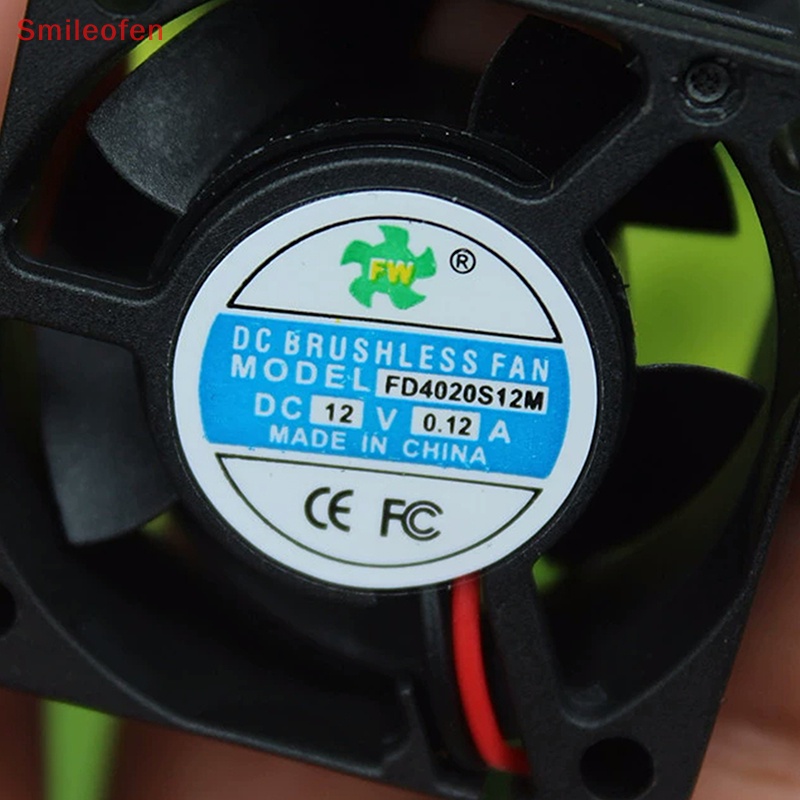 Smileofen
FW ®
DC BRUSHLESS FAN
MODEL FD4020S12M
DC 12 V 0.12 A
MADE IN CHINA
CE FC